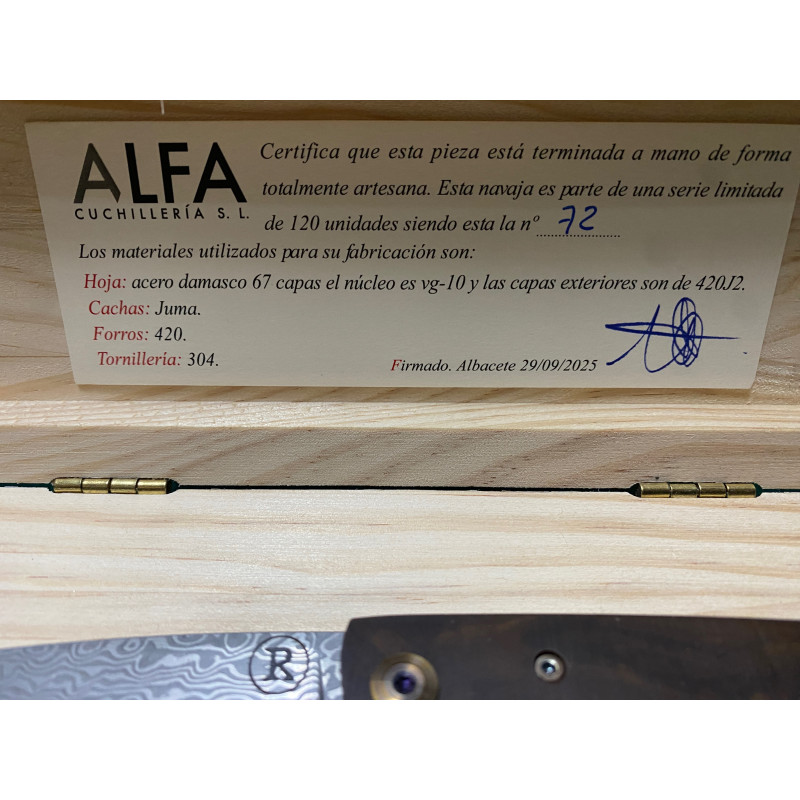 ALFA
CUCHILLERÍA S. L.
Certifica que esta pieza está terminada a mano de forma
totalmente artesana. Esta navaja es parte de una serie limitada
de 120 unidades siendo esta la nº 72
Los materiales utilizados para su fabricación son:
Hoja: acero damasco 67 capas el núcleo es vg-10 y las capas exteriores son de 420J2.
Cachas: Juma.
Forros: 420.
Tornillería: 304.
Firmado. Albacete 29/09/2025
R